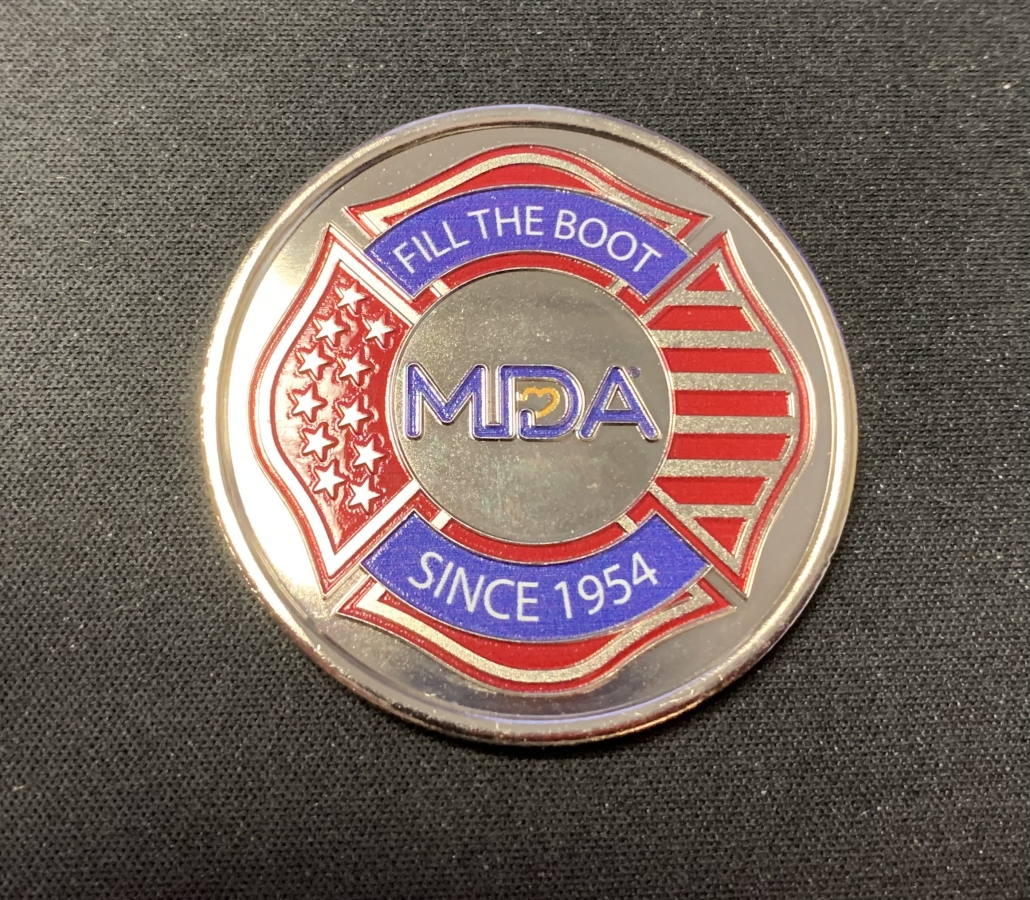 FILL THE BOOT
MDA®
SINCE 1954